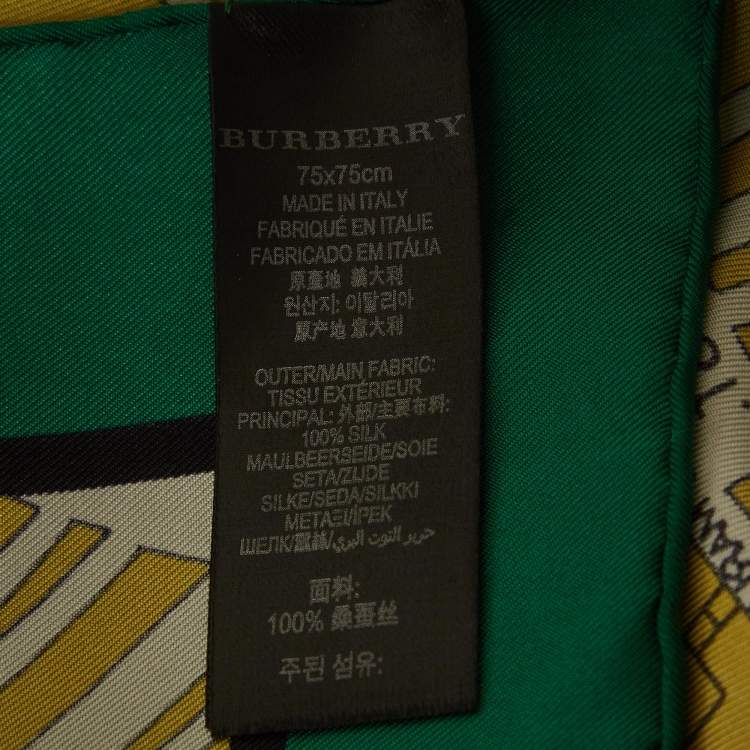 BURBERRY
75x75cm
MADE IN ITALY
FABRIQUÉ EN ITALIE
FABRICADO EM ITÁLIA
原產地 義大利
원산지: 이탈리아
原产地 意大利
OUTER/MAIN FABRIC:
TISSU EXTÉRIEUR
PRINCIPAL: 外部/主要布料:
100% SILK
MAULBEERSEIDE/SOIE
SETA/ZIJDE
SILKE/SEDA/SILKKI
ΜΕΤΑΞΙ/İPEK
ШЕЛК/蠶絲/حرير التوت البري
面料:
100% 桑蚕丝
주된 섬유: